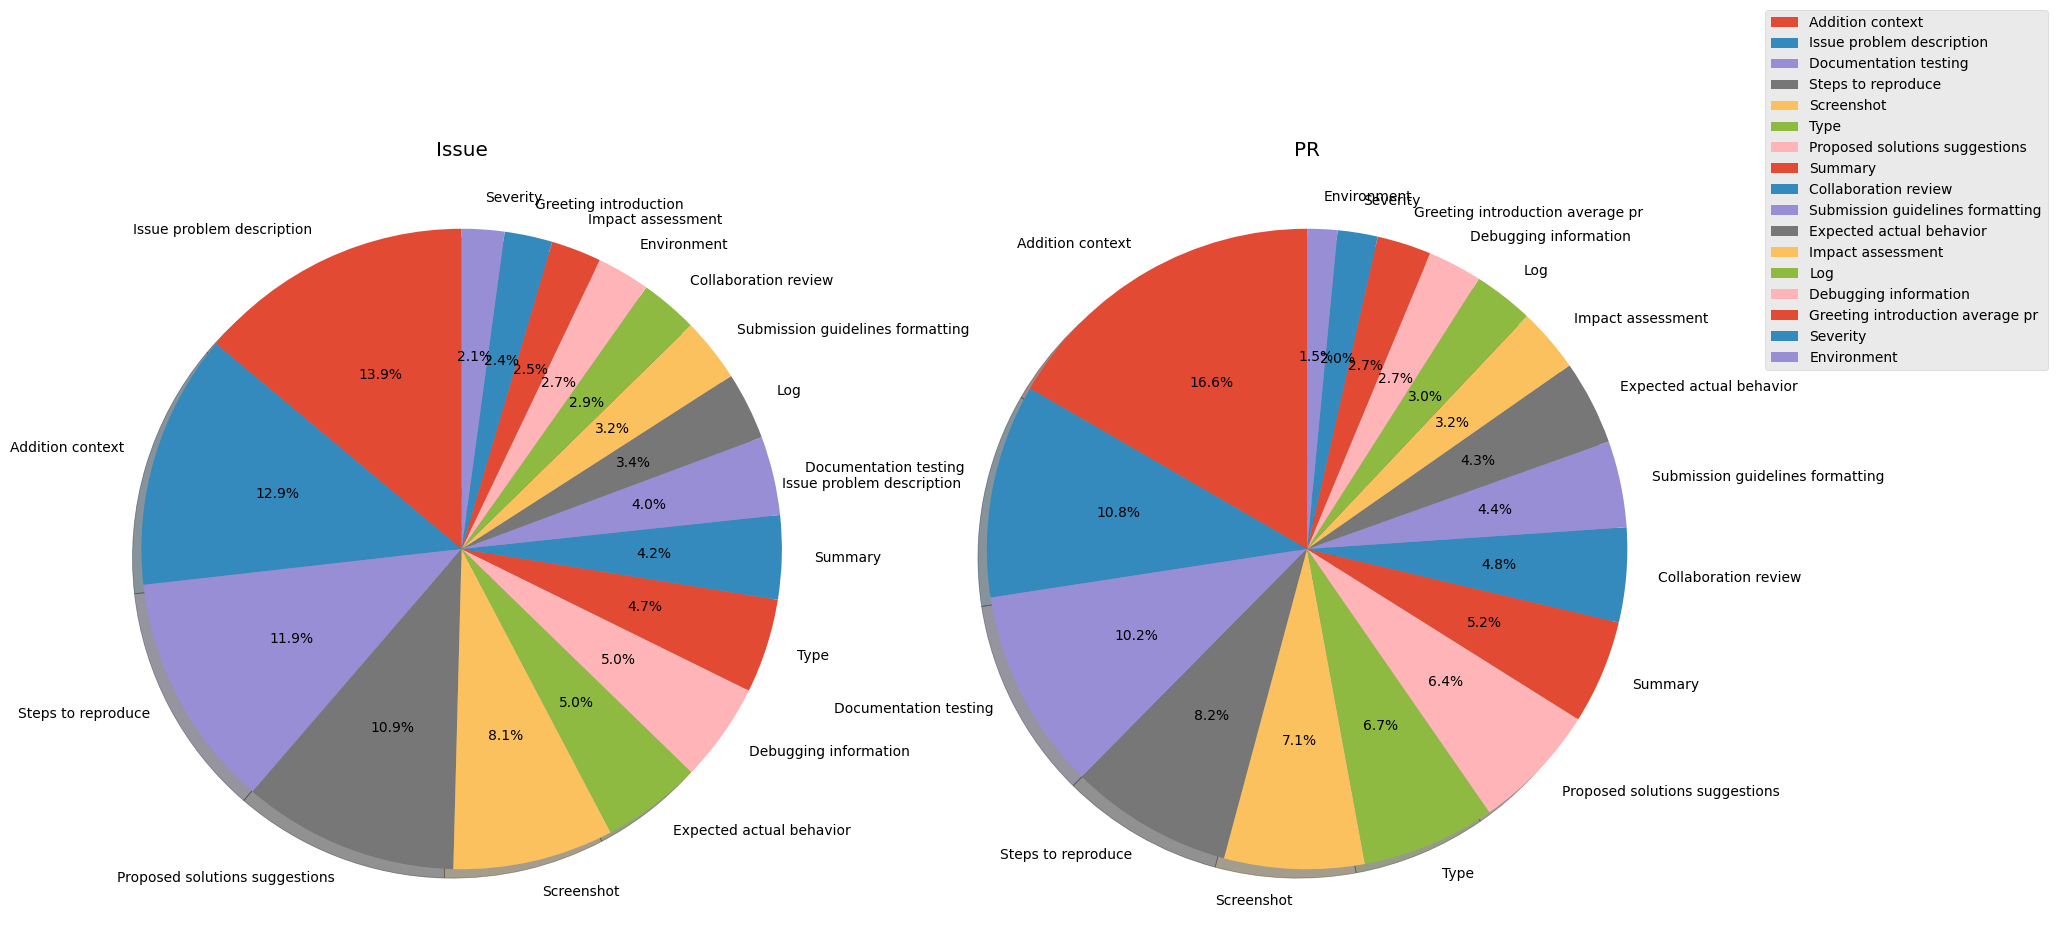 Issue
Severity
Greeting introduction
Impact assessment
Environment
Collaboration review
Submission guidelines formatting
Log
Documentation testing
Summary
Type
Debugging information
Expected actual behavior
Screenshot
Proposed solutions suggestions
Steps to reproduce
Addition context
Issue problem description
13.9%
12.9%
11.9%
10.9%
8.1%
5.0%
5.0%
4.7%
4.2%
4.0%
3.4%
3.2%
2.9%
2.7%
2.5%
2.4%
2.1%
PR
Environment
Severity
Greeting introduction average pr
Debugging information
Log
Impact assessment
Expected actual behavior
Submission guidelines formatting
Collaboration review
Summary
Proposed solutions suggestions
Type
Screenshot
Steps to reproduce
Documentation testing
Issue problem description
Addition context
16.6%
10.8%
10.2%
8.2%
7.1%
6.7%
6.4%
5.2%
4.8%
4.4%
4.3%
3.2%
3.0%
2.7%
2.7%
2.0%
1.5%
Addition context
Issue problem description
Documentation testing
Steps to reproduce
Screenshot
Type
Proposed solutions suggestions
Summary
Collaboration review
Submission guidelines formatting
Expected actual behavior
Impact assessment
Log
Debugging information
Greeting introduction average pr
Severity
Environment